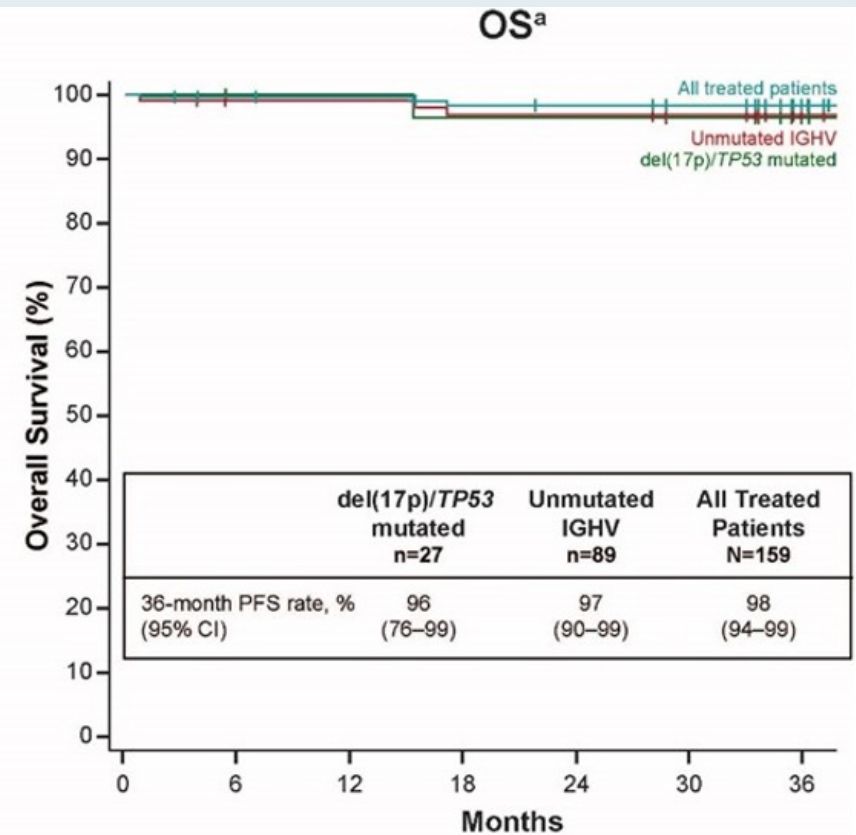 OSa
100
90
80
70
60
50
40
30
20
10
0
Overall Survival (%)
All treated patients
Unmutated IGHV
del(17p)/TP53 mutated
del(17p)/TP53 mutated n=27
Unmutated IGHV n=89
All Treated Patients N=159
36-month PFS rate, % (95% CI)
96 (76–99)
97 (90–99)
98 (94–99)
0 6 12 18 24 30 36
Months